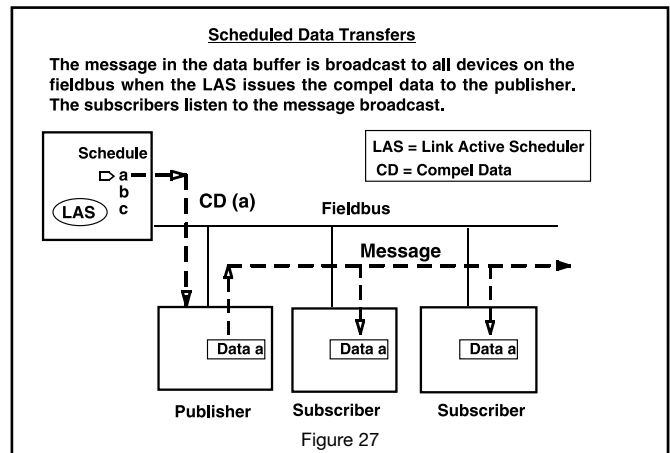 Scheduled Data Transfers
The message in the data buffer is broadcast to all devices on the
fieldbus when the LAS issues the compel data to the publisher.
The subscribers listen to the message broadcast.
Schedule
a
b
c
LAS
CD (a)
LAS = Link Active Scheduler
CD = Compel Data
Fieldbus
Message
Data a
Data a
Data a
Publisher
Subscriber
Subscriber
Figure 27